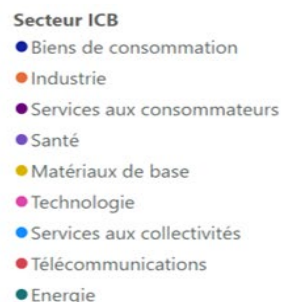 Secteur ICB
Biens de consommation
Industrie
Services aux consommateurs
Santé
Matériaux de base
Technologie
Services aux collectivités
Télécommunications
Energie